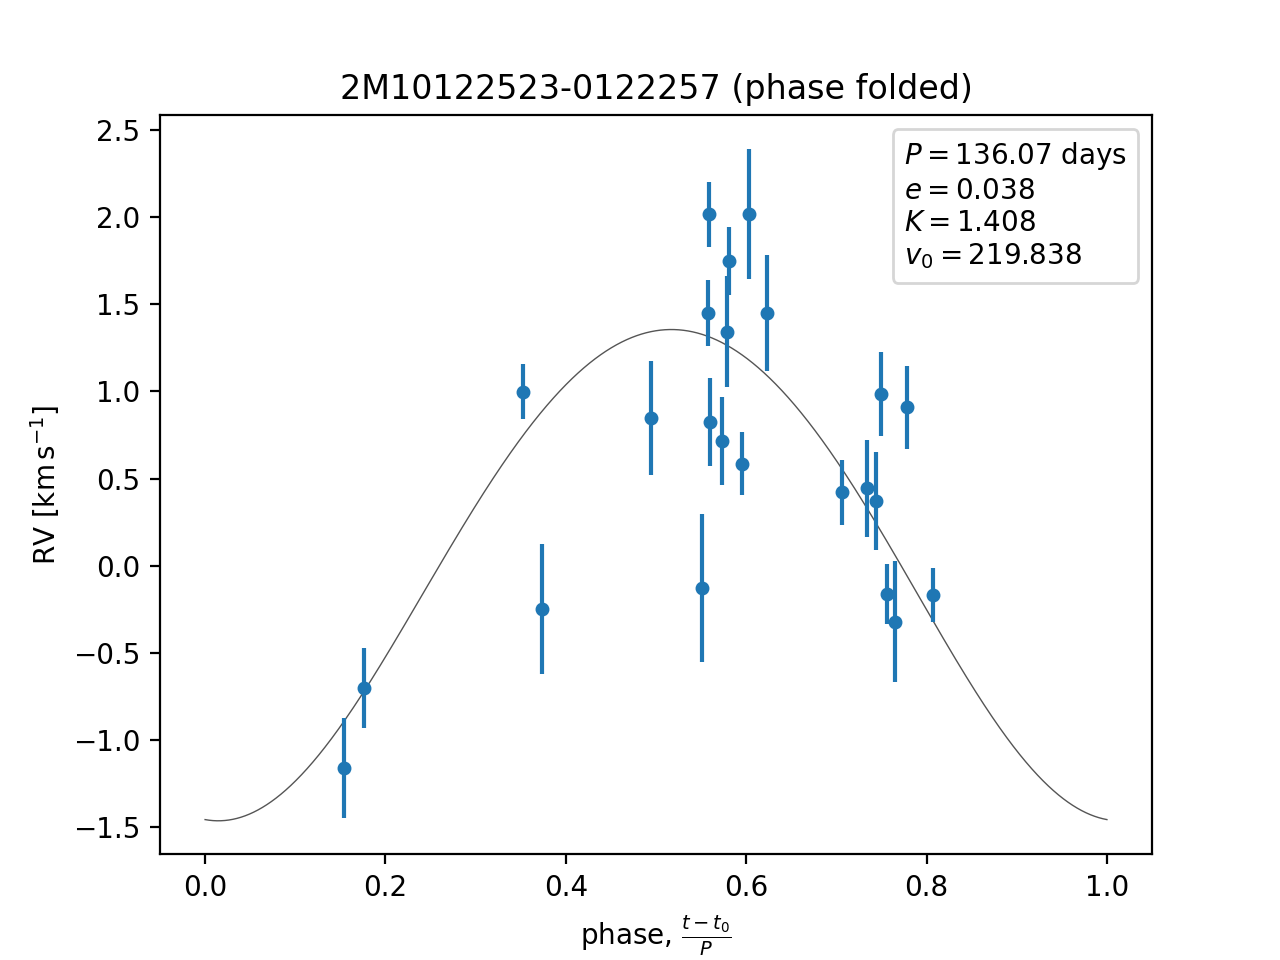 2M10122523-0122257 (phase folded)
P = 136.07 days
e = 0.038
K = 1.408
v₀ = 219.838
2.5
2.0
1.5
1.0
0.5
0.0
−0.5
−1.0
−1.5
RV [km s⁻¹]
0.0 0.2 0.4 0.6 0.8 1.0
phase, (t − t₀)/P